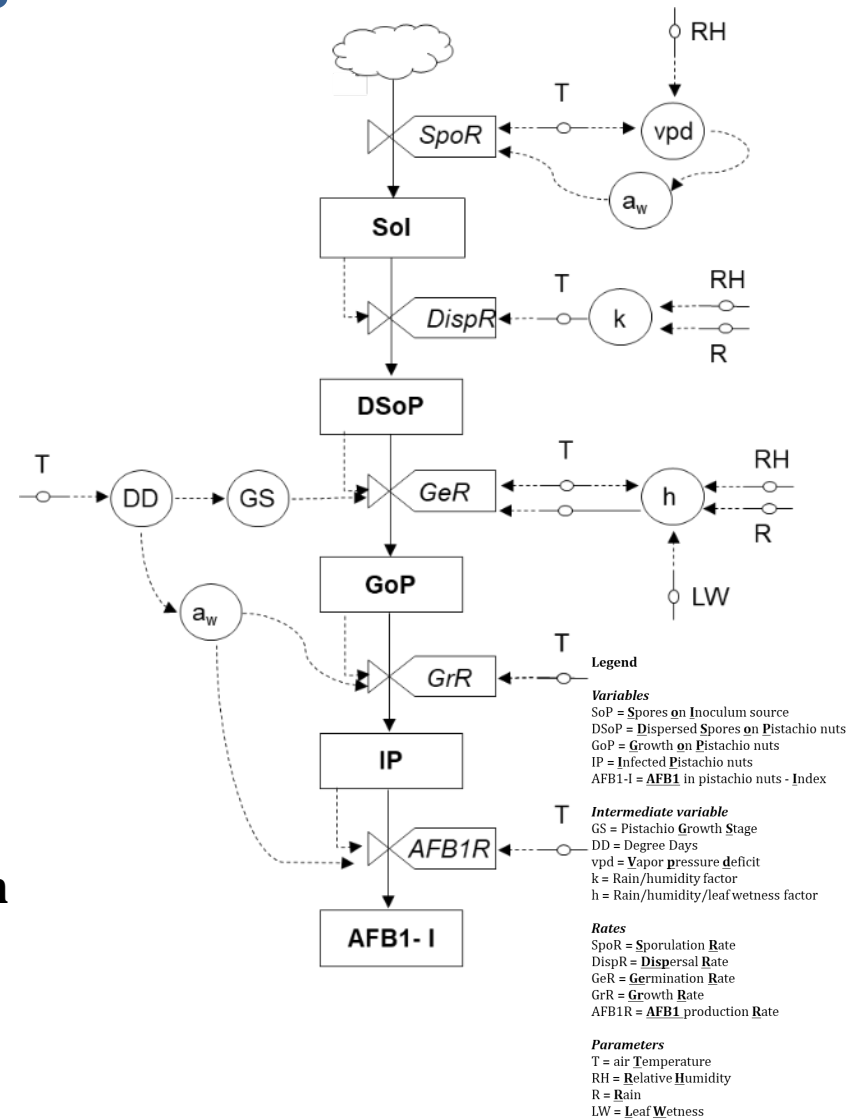 RH
T
SpoR
vpd
a_w
SoI
T
RH
DispR
k
R
DSoP
T
T
RH
DD
GS
GeR
h
R
GoP
a_w
LW
T
GrR
IP
T
AFB1R
AFB1- I
Legend
Variables
SoP = Spores on Inoculum source
DSoP = Dispersed Spores on Pistachio nuts
GoP = Growth on Pistachio nuts
IP = Infected Pistachio nuts
AFB1-I = AFB1 in pistachio nuts - Index
Intermediate variable
GS = Pistachio Growth Stage
DD = Degree Days
vpd = Vapor pressure deficit
k = Rain/humidity factor
h = Rain/humidity/leaf wetness factor
Rates
SpoR = Sporulation Rate
DispR = Dispersal Rate
GeR = Germination Rate
GrR = Growth Rate
AFB1R = AFB1 production Rate
Parameters
T = air Temperature
RH = Relative Humidity
R = Rain
LW = Leaf Wetness